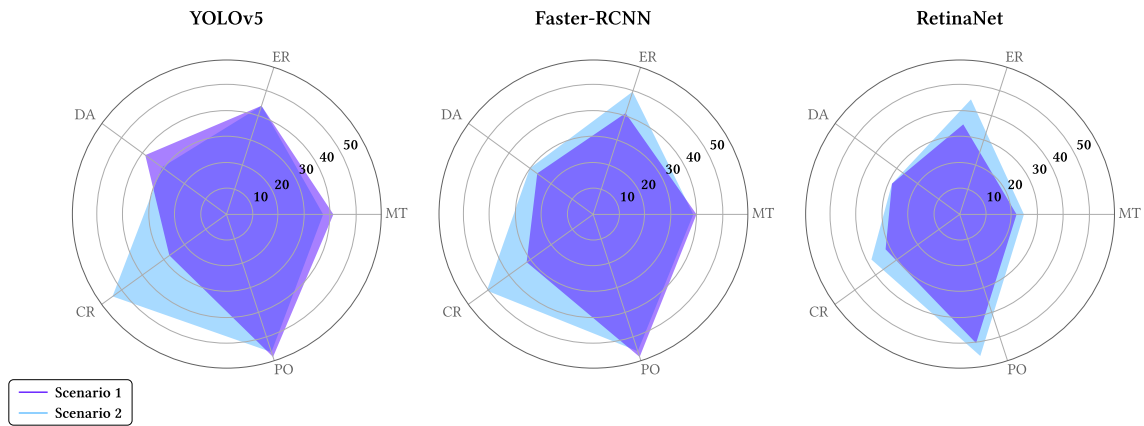 YOLOv5
Faster-RCNN
RetinaNet
ER
DA
50
40
30
20
10
MT
CR
PO
ER
DA
50
40
30
20
10
MT
CR
PO
ER
DA
50
40
30
20
10
MT
CR
PO
Scenario 1
Scenario 2